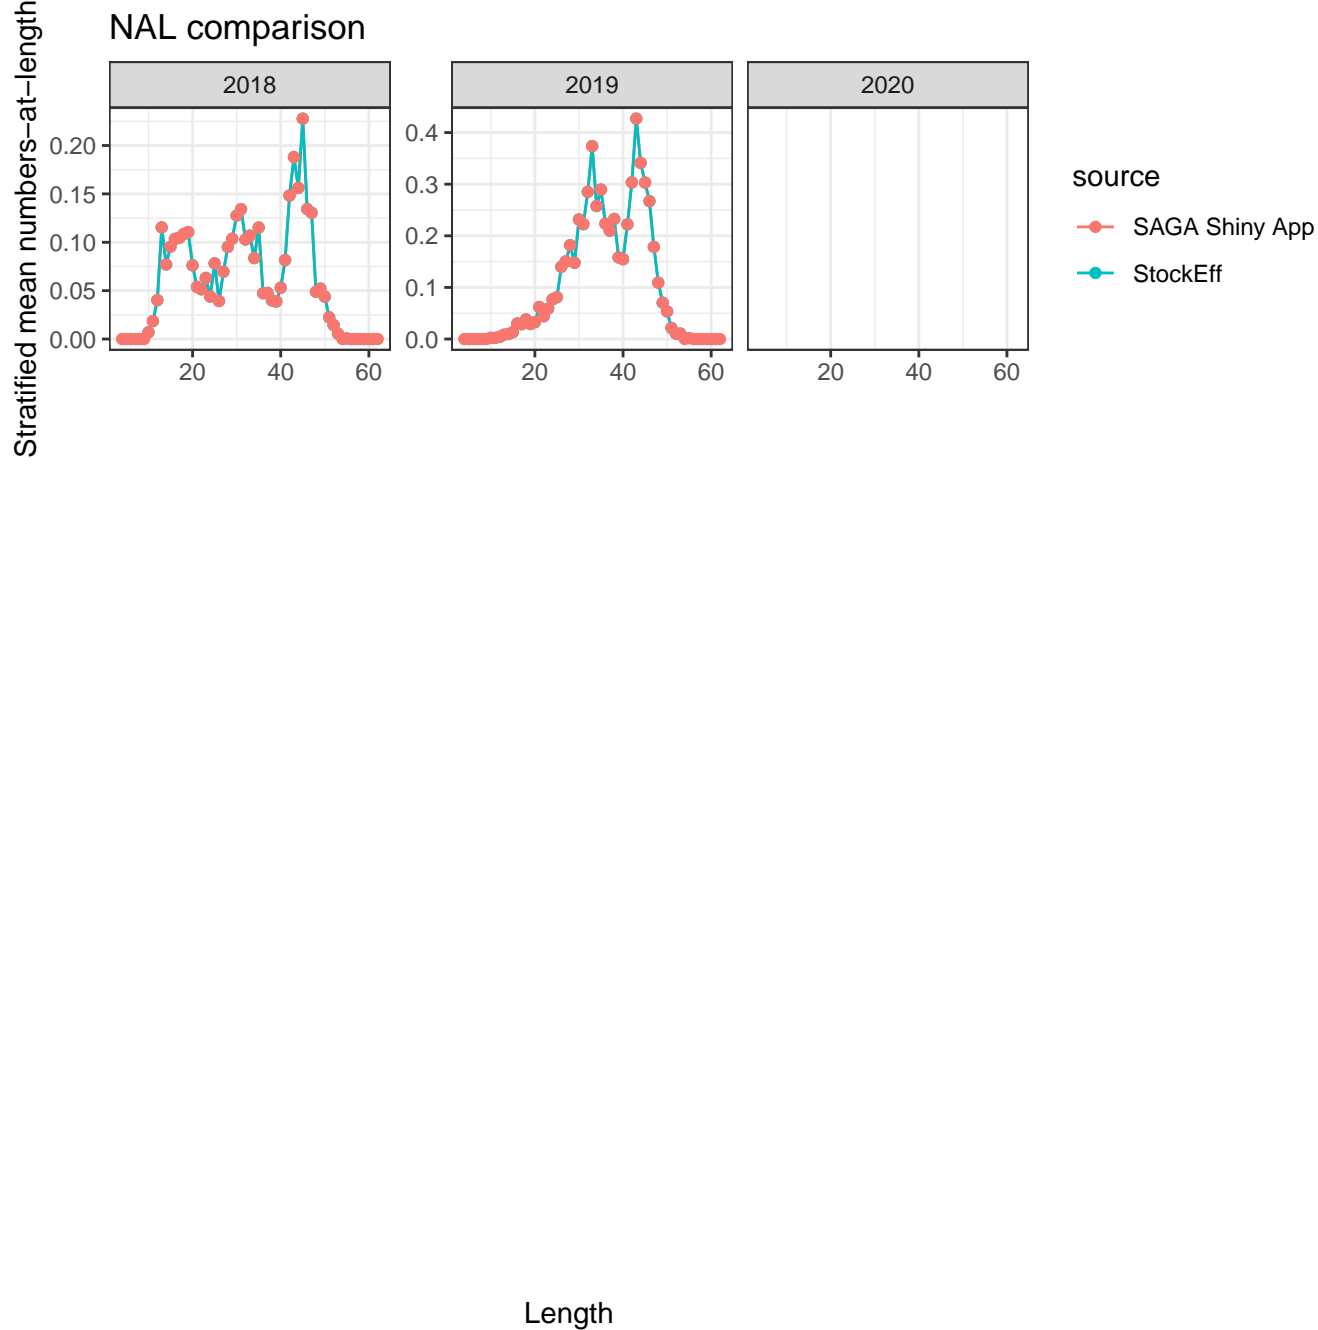 NAL comparison
2018
2019
2020
Stratified mean numbers−at−length
0.20
0.15
0.10
0.05
0.00
0.4
0.3
0.2
0.1
0.0
20 40 60
20 40 60
20 40 60
source
SAGA Shiny App
StockEff
Length